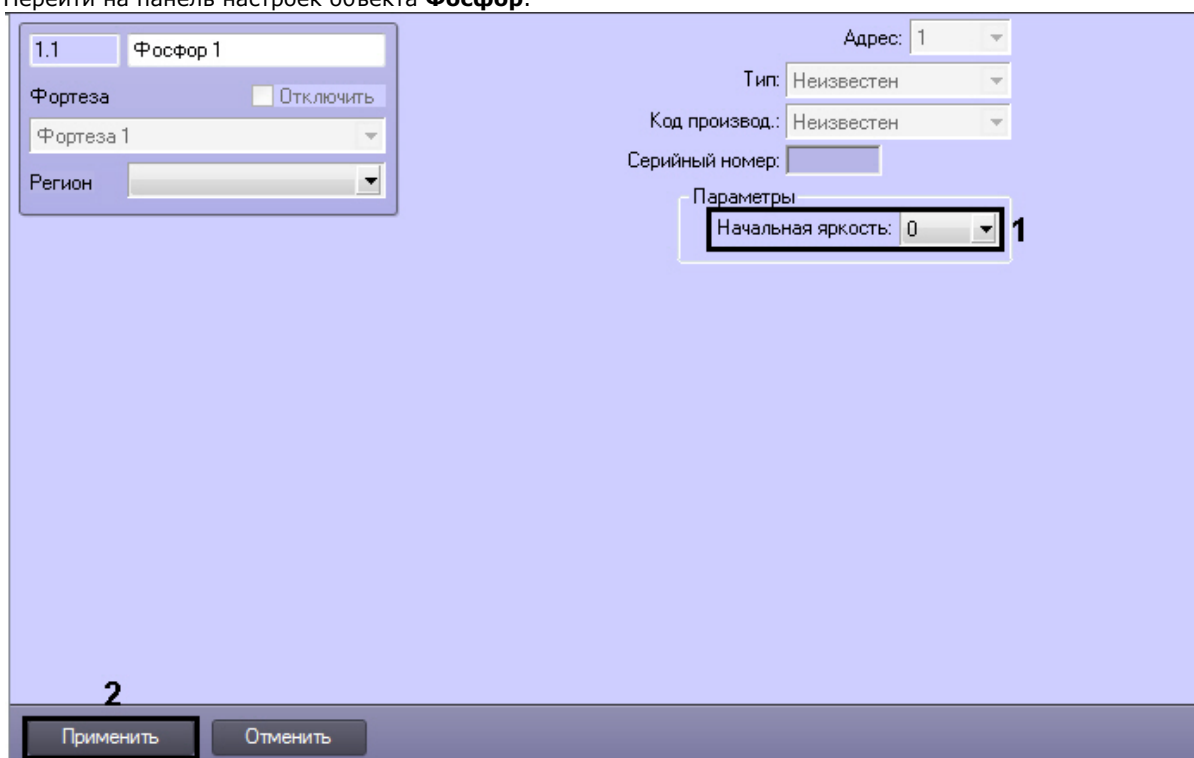 Перейти на панель настроек объекта Фосфор.
1.1 Фосфор 1
Фортеза Отключить
Фортеза 1
Регион
Адрес: 1
Тип: Неизвестен
Код производ.: Неизвестен
Серийный номер:
Параметры
Начальная яркость: 0 1
2
Применить Отменить